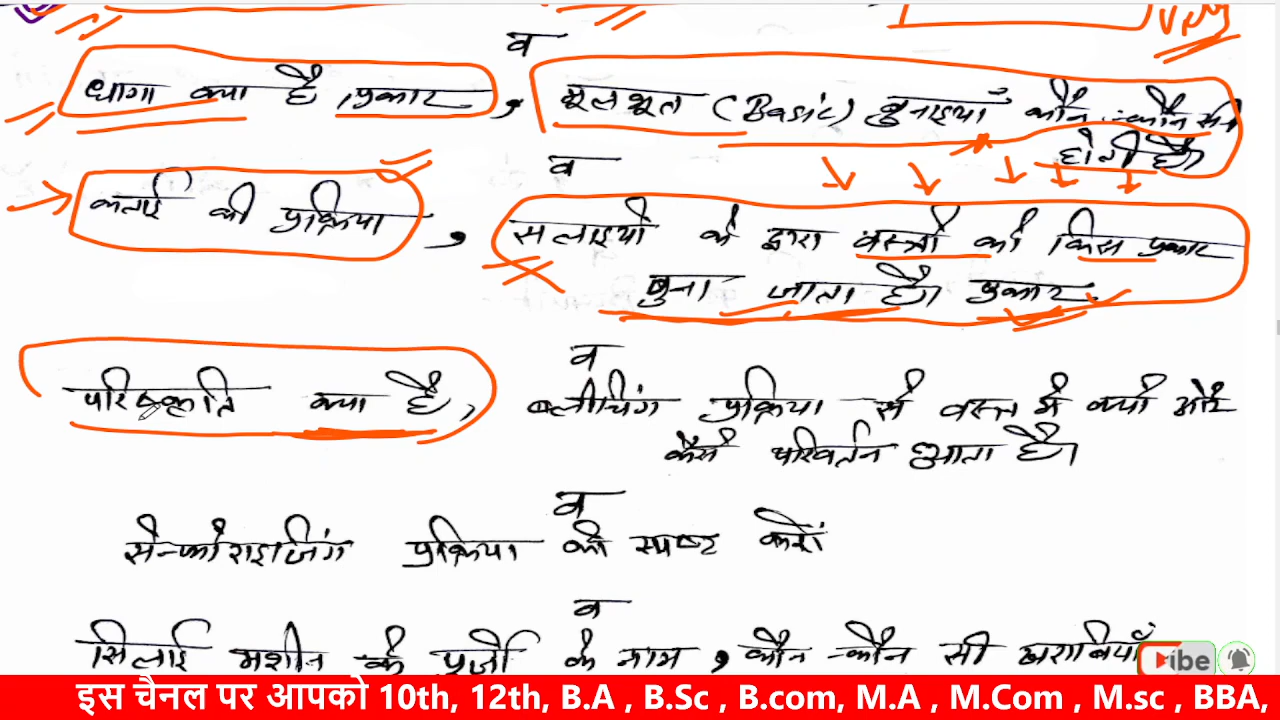 व
धागा क्या है, प्रकार, मूलभूत (Basic) बुनाइयाँ कौन-कौन सी
होती है।
व
कताई की प्रक्रिया, सलाइयो के द्वारा वस्त्रो को किस प्रकार
बुना जाता है। प्रकार
व
परिष्कृति क्या है, ब्लीचिंग प्रक्रिया से वस्त्र में क्यों और
कैसे परिवर्तन आता है।
व
सैन्फोराइजिंग प्रक्रिया को स्पष्ट करों
व
सिलाई मशीन के पूर्जो के नाम, कौन-कौन सी खराबियाँ
ibe
इस चैनल पर आपको 10th, 12th, B.A , B.Sc , B.com, M.A , M.Com , M.sc , BBA,